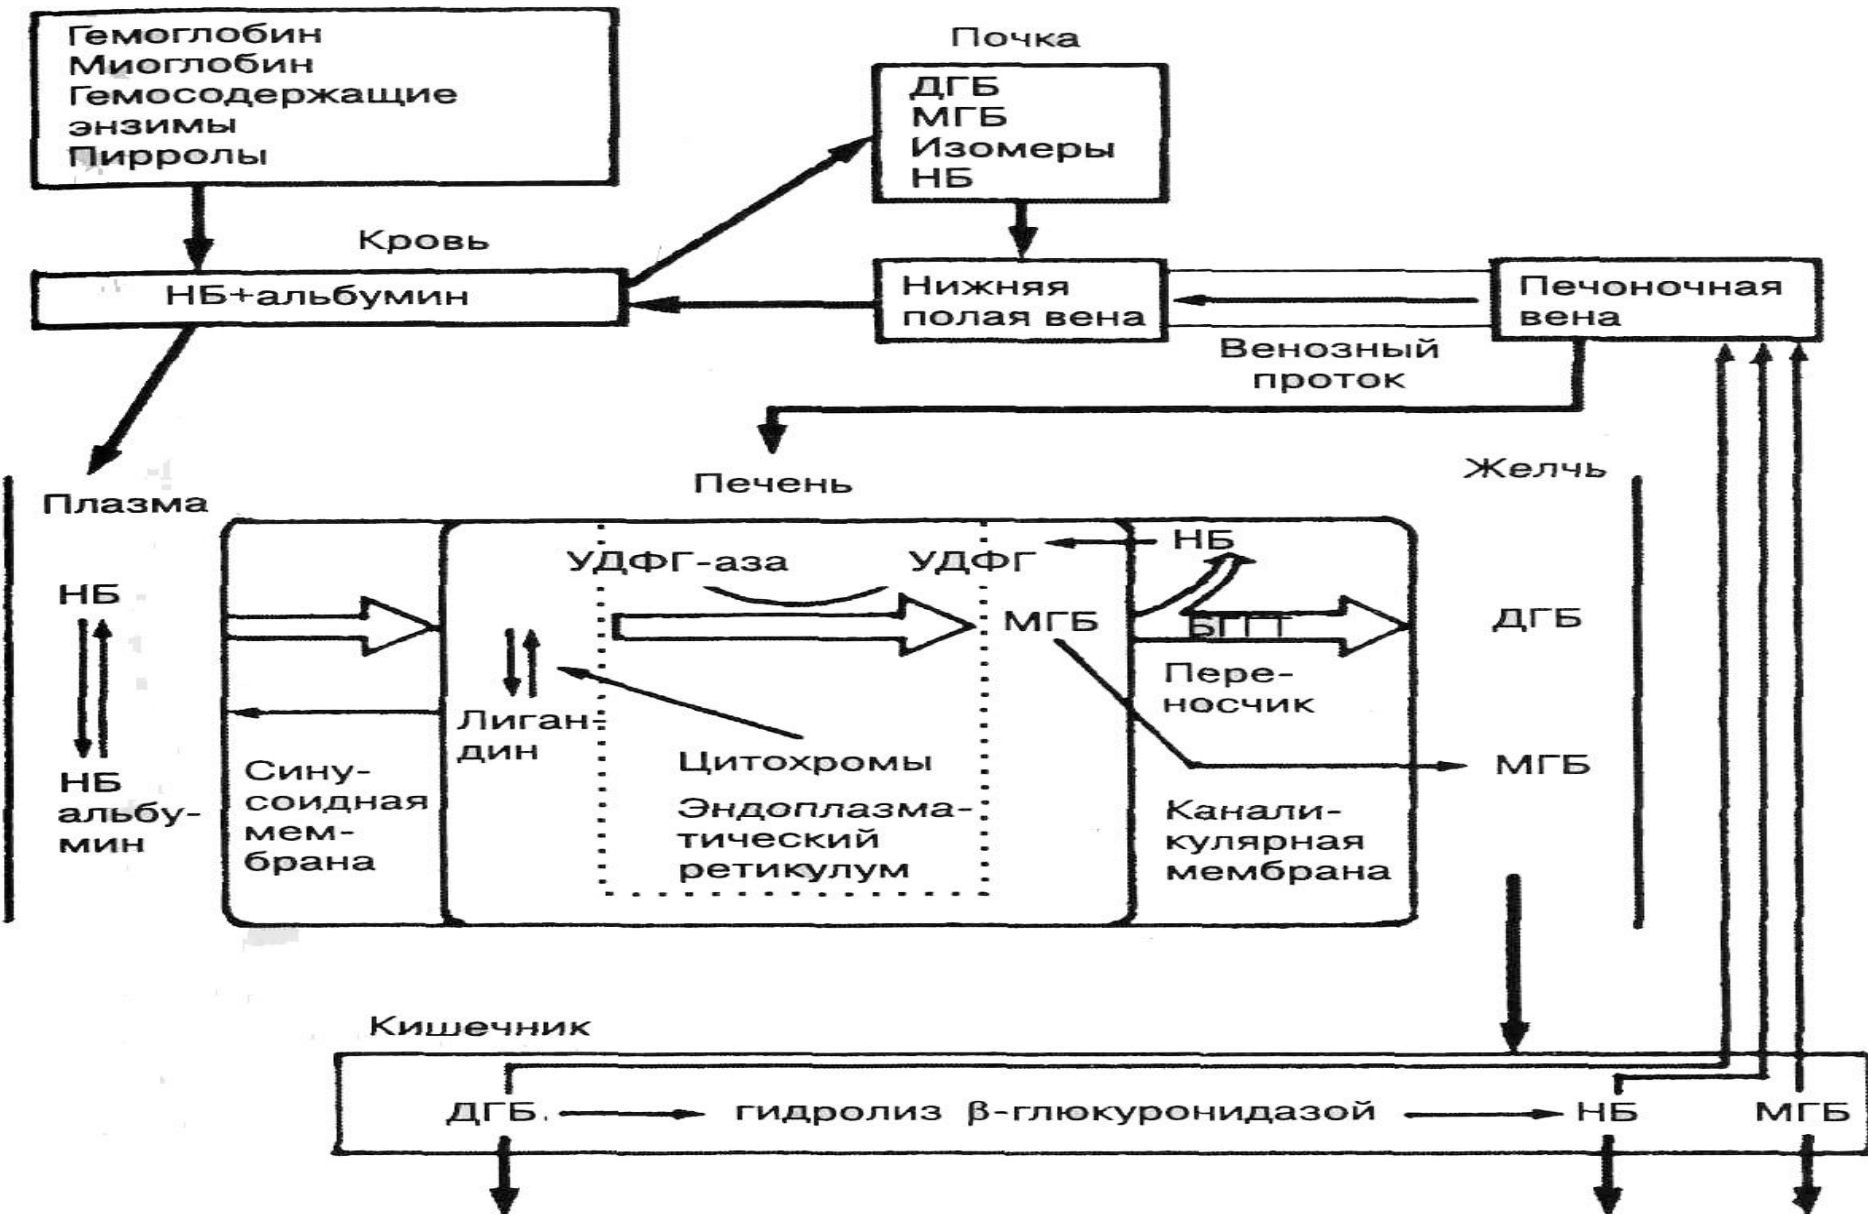 Гемоглобин
Миоглобин
Гемосодержащие
энзимы
Пирролы
Почка
ДГБ
МГБ
Изомеры
НБ
Кровь
НБ+альбумин
Нижняя
полая вена
Печоночная
вена
Венозный
проток
Плазма
Печень
Желчь
НБ
НБ
альбу-
мин
Сину-
соидная
мем-
брана
УДФГ-аза
УДФГ
МГБ
Лиган-
дин
Цитохромы
Эндоплазма-
тический
ретикулум
НБ
БГГТ
Пере-
носчик
Канали-
кулярная
мембрана
ДГБ
МГБ
Кишечник
ДГБ. гидролиз β-глюкуронидазой НБ МГБ